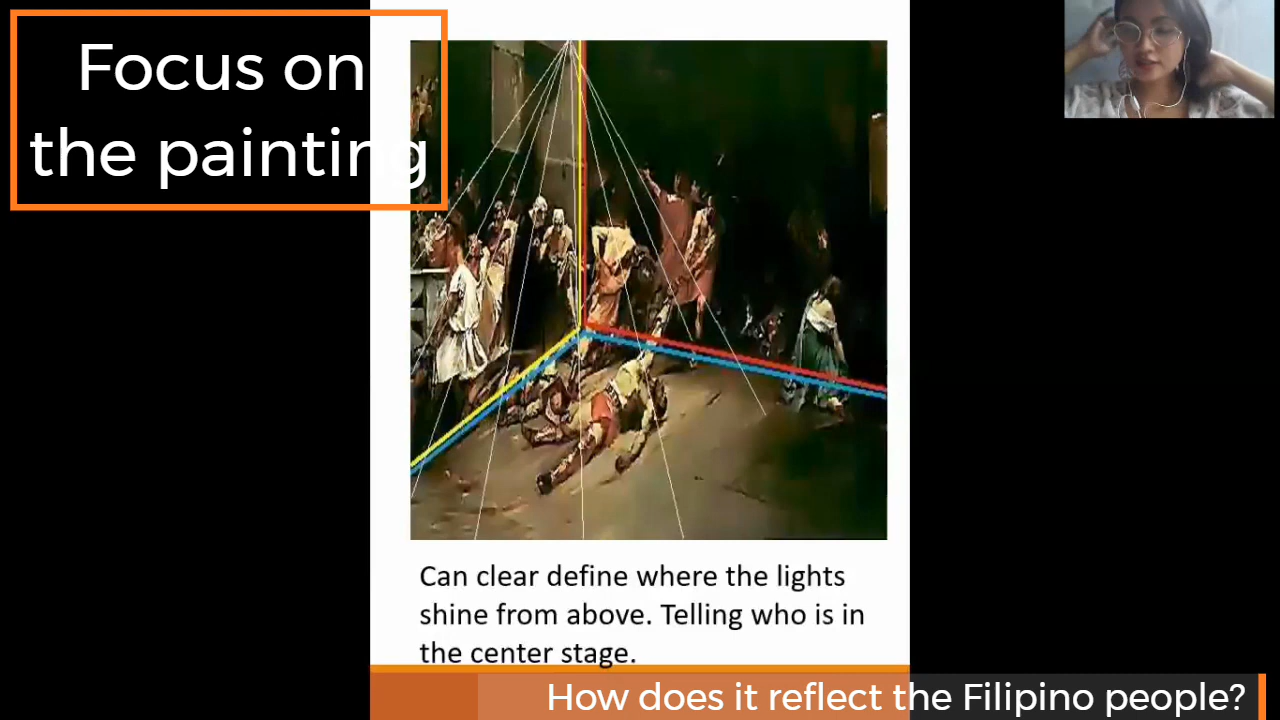 Focus on
the painting
Can clear define where the lights
shine from above. Telling who is in
the center stage.
How does it reflect the Filipino people?